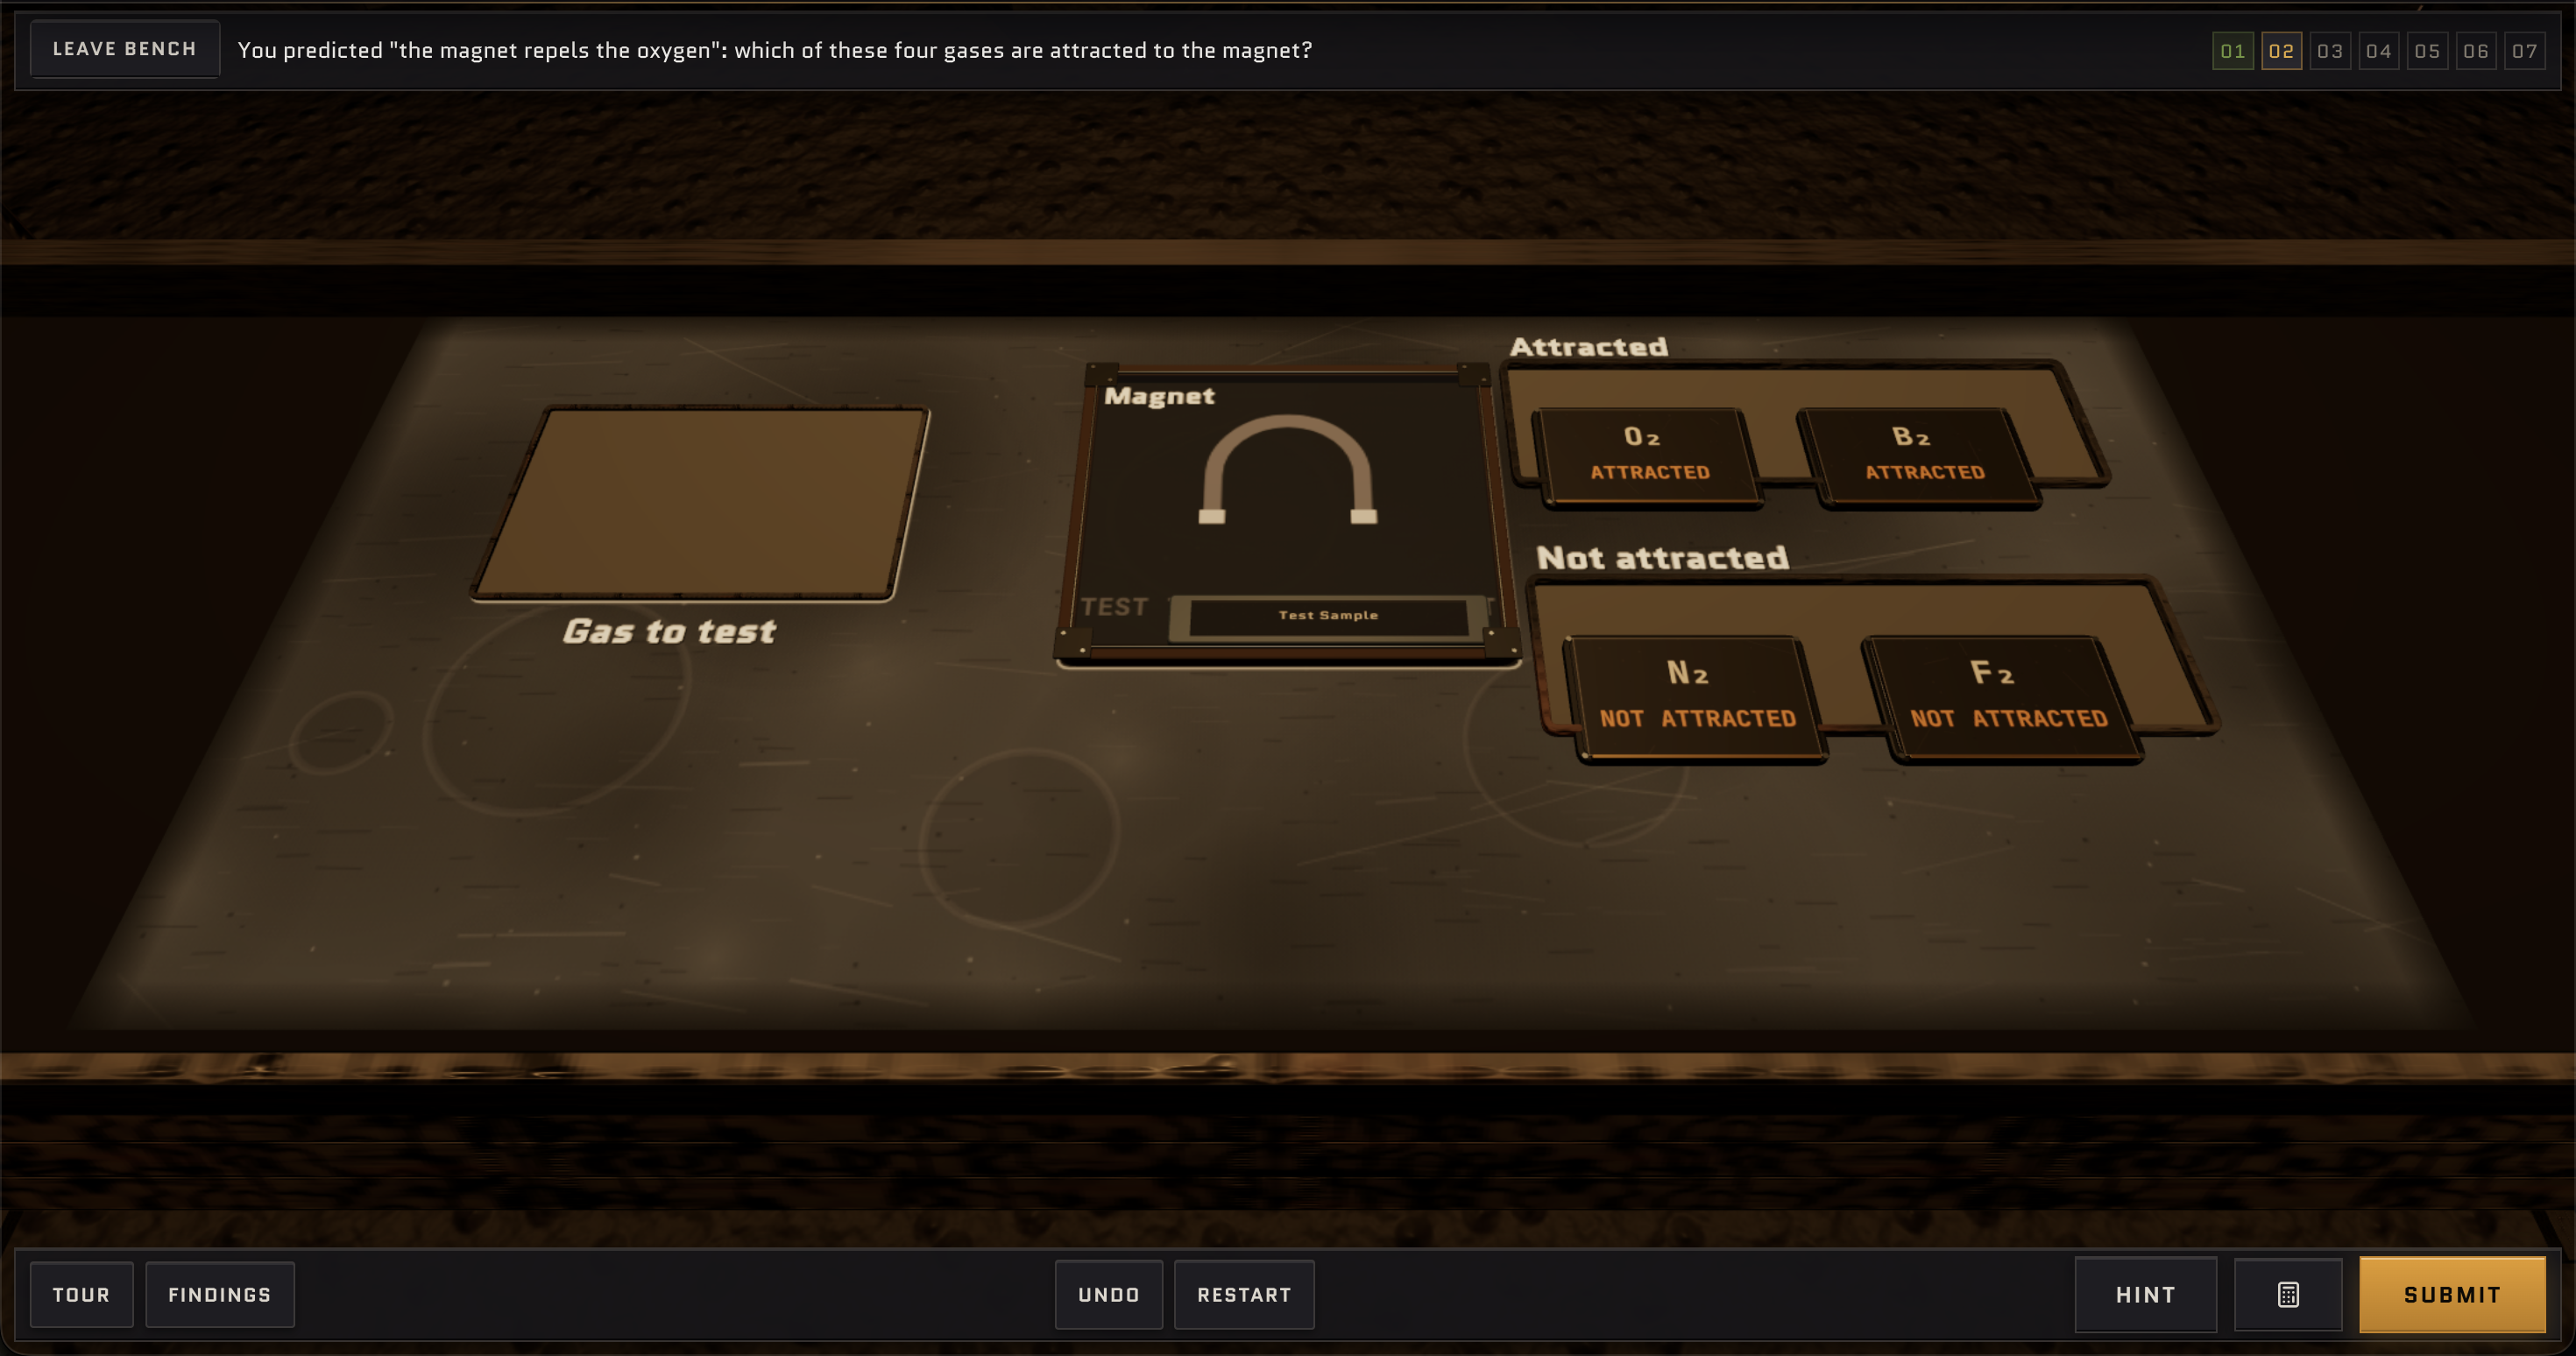 LEAVE BENCH
You predicted "the magnet repels the oxygen": which of these four gases are attracted to the magnet?
01 02 03 04 05 06 07
Attracted
Magnet
O₂
ATTRACTED
B₂
ATTRACTED
Not attracted
TEST
Test Sample
Gas to test
N₂
NOT ATTRACTED
F₂
NOT ATTRACTED
TOUR
FINDINGS
UNDO
RESTART
HINT
SUBMIT